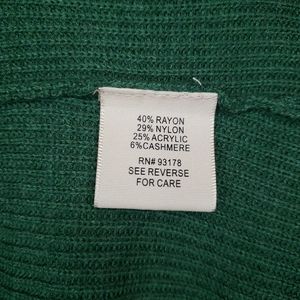 40% RAYON
29% NYLON
25% ACRYLIC
6%CASHMERE
RN# 93178
SEE REVERSE
FOR CARE